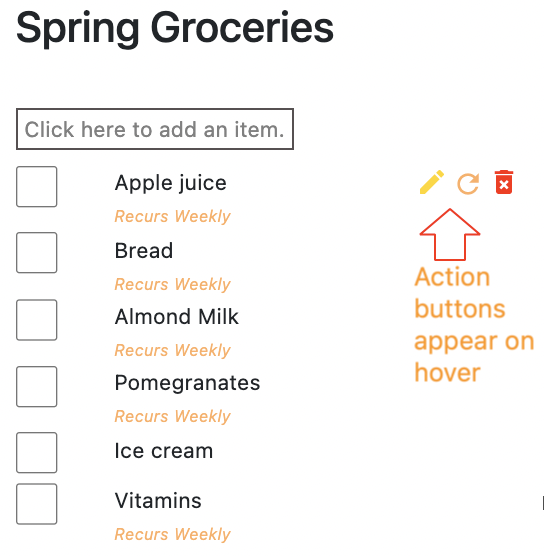 Spring Groceries
Click here to add an item.
Apple juice
Recurs Weekly
Action
buttons
appear on
hover
Bread
Recurs Weekly
Almond Milk
Recurs Weekly
Pomegranates
Recurs Weekly
Ice cream
Vitamins
Recurs Weekly